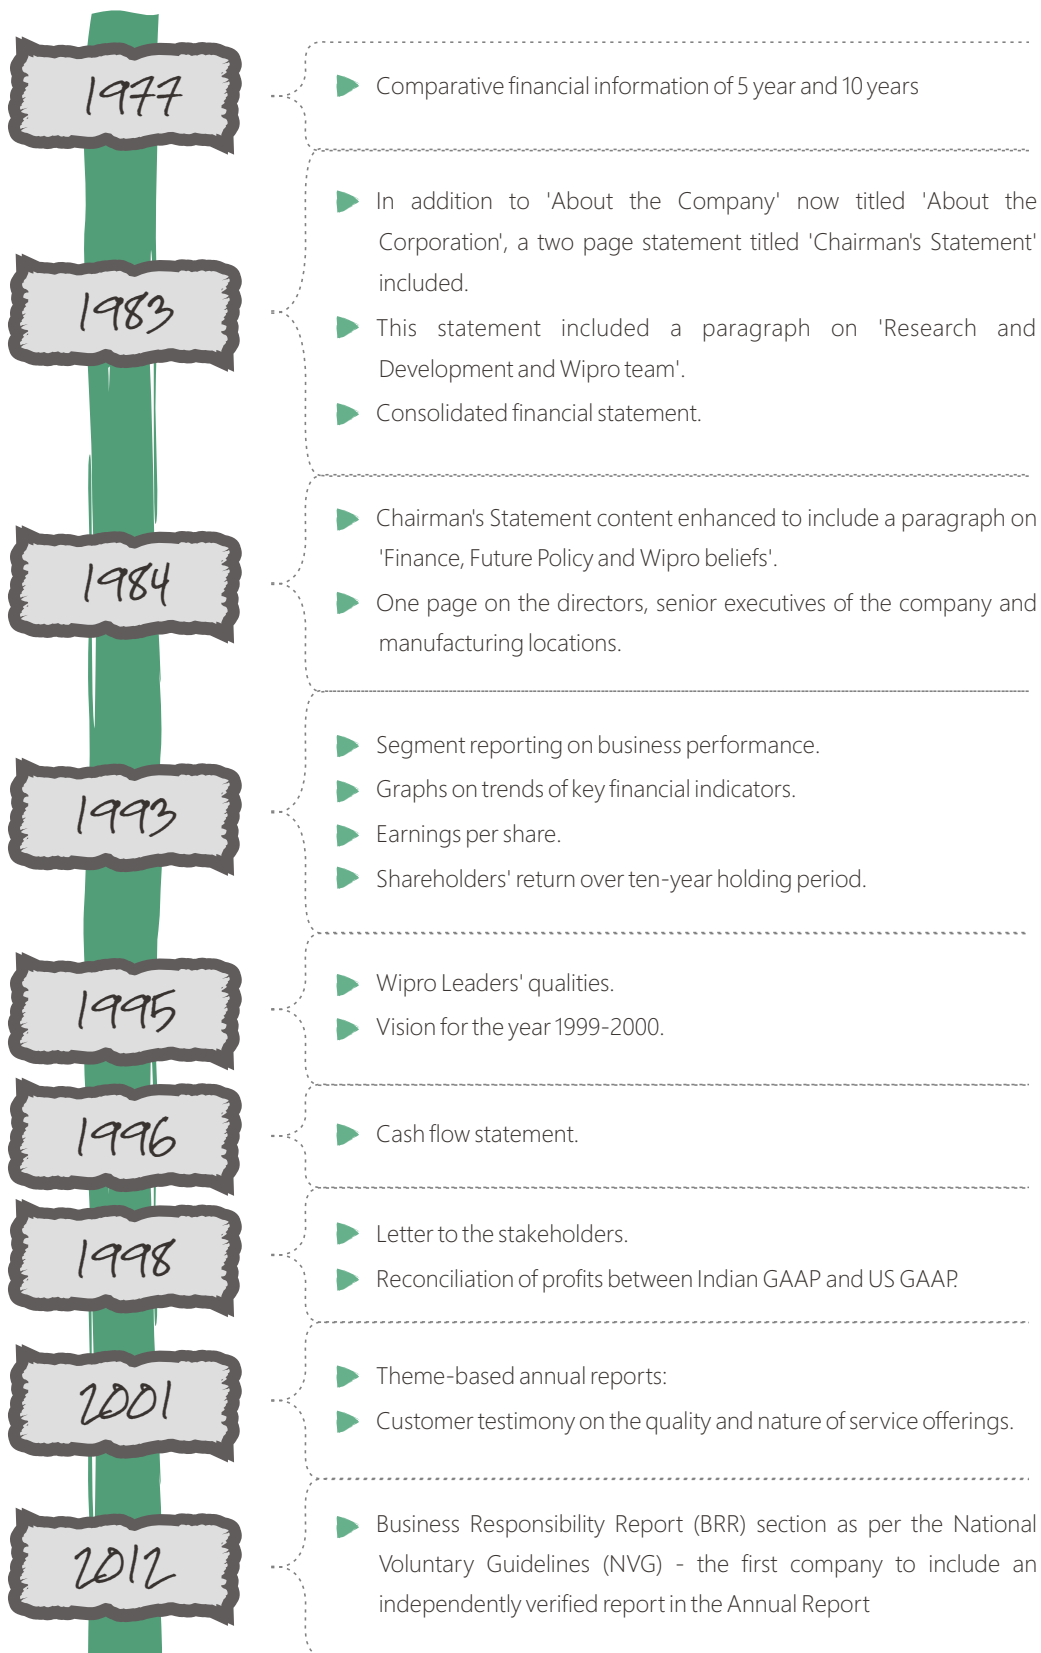 1977
Comparative financial information of 5 year and 10 years
1983
In addition to 'About the Company' now titled 'About the
Corporation', a two page statement titled 'Chairman's Statement'
included.
This statement included a paragraph on 'Research and
Development and Wipro team'.
Consolidated financial statement.
1984
Chairman's Statement content enhanced to include a paragraph on
'Finance, Future Policy and Wipro beliefs'.
One page on the directors, senior executives of the company and
manufacturing locations.
1993
Segment reporting on business performance.
Graphs on trends of key financial indicators.
Earnings per share.
Shareholders' return over ten-year holding period.
1995
Wipro Leaders' qualities.
Vision for the year 1999-2000.
1996
Cash flow statement.
1998
Letter to the stakeholders.
Reconciliation of profits between Indian GAAP and US GAAP.
2001
Theme-based annual reports:
Customer testimony on the quality and nature of service offerings.
2012
Business Responsibility Report (BRR) section as per the National
Voluntary Guidelines (NVG) - the first company to include an
independently verified report in the Annual Report